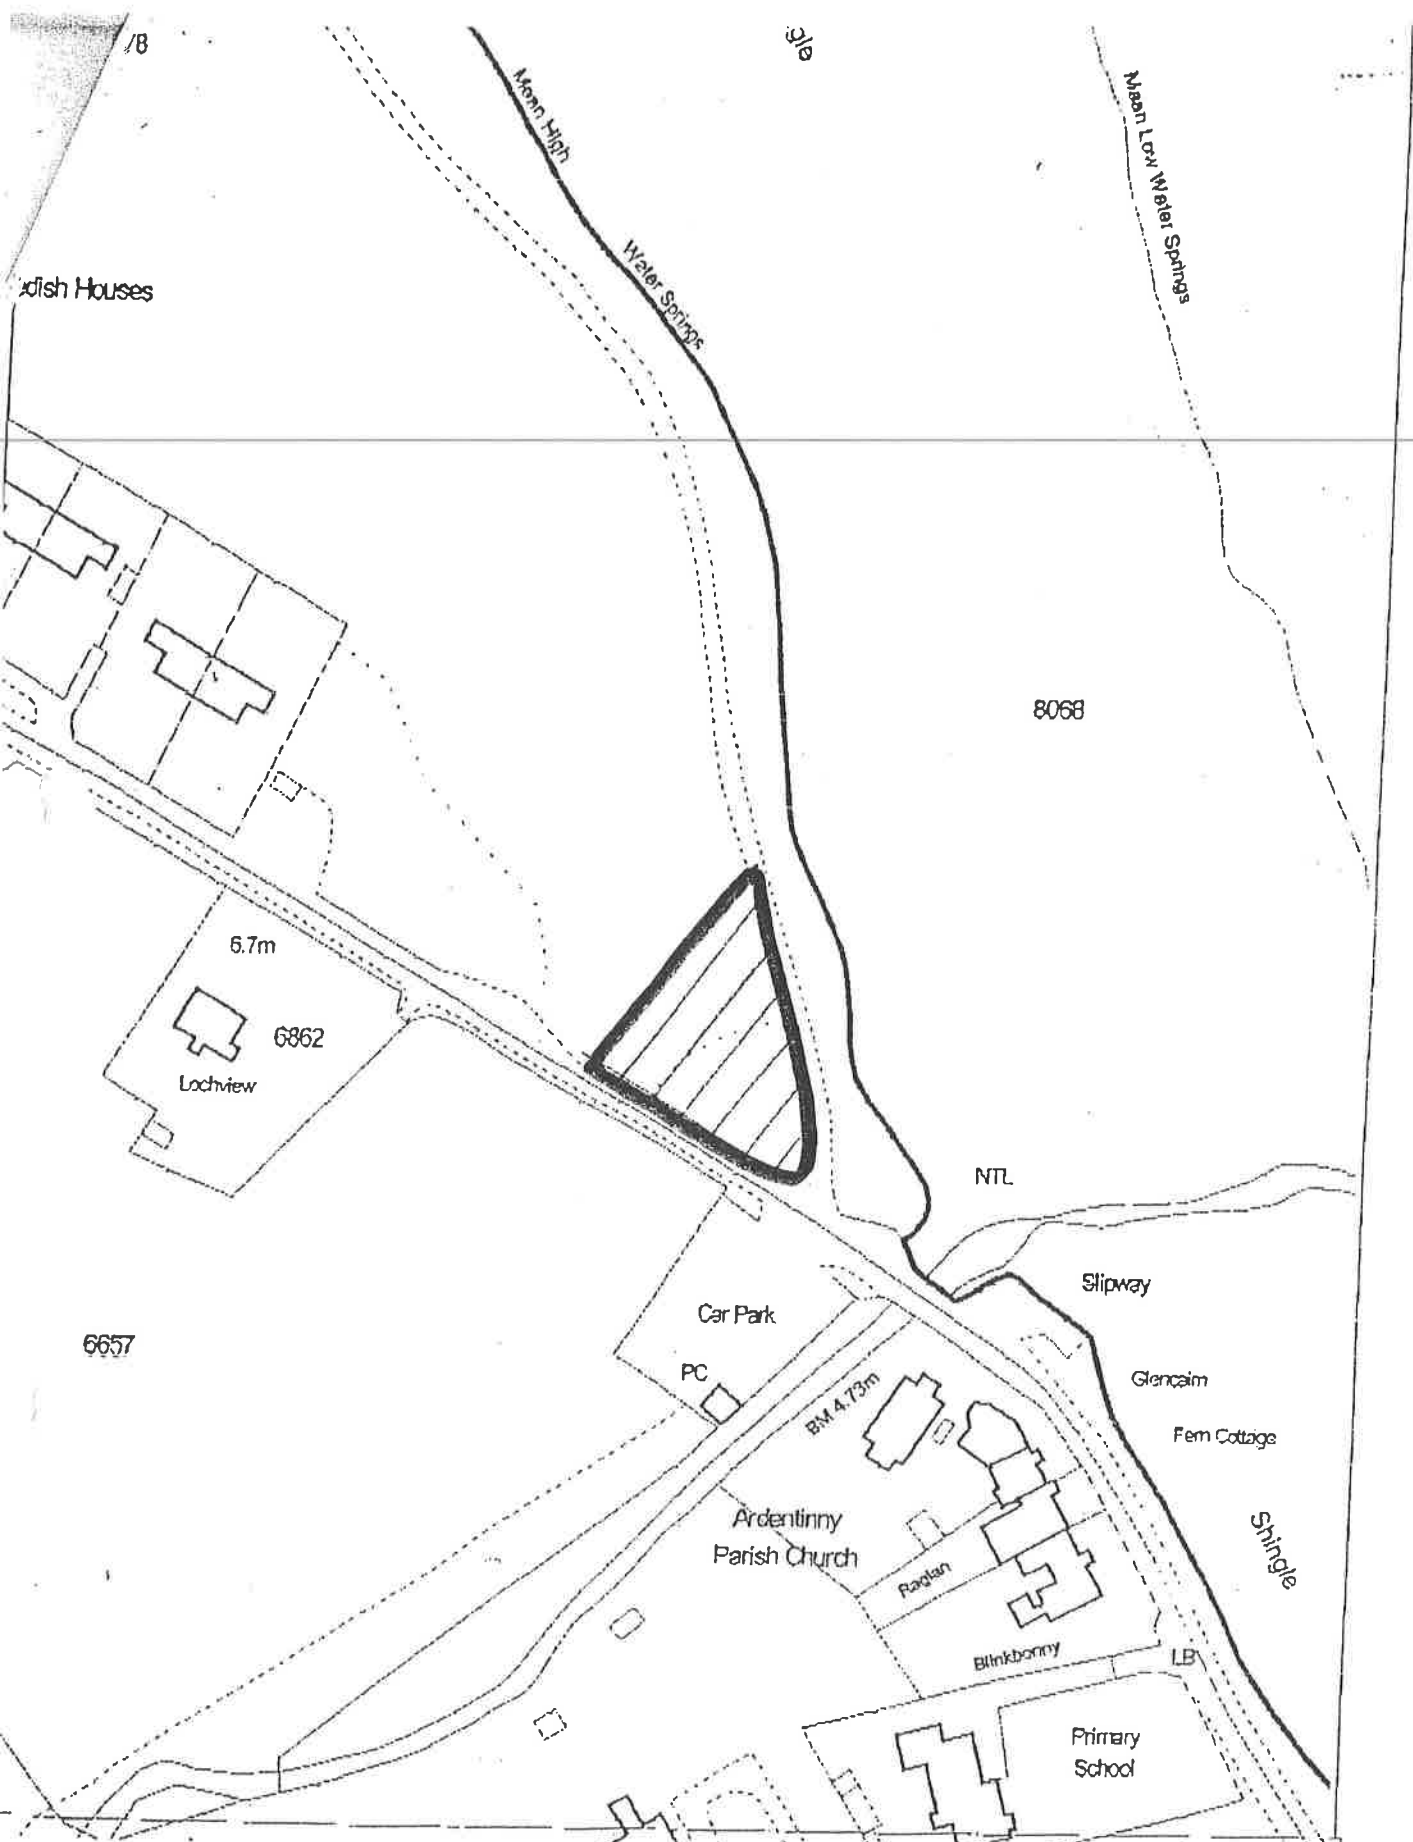 /8
gle
Mean High
Water Springs
Mean Low Water Springs
edish Houses
8068
6.7m
6862
Lochview
NTL
Slipway
Car Park
6657
PC
BM 4.73m
Glencairn
Fern Cottage
Ardentinny
Parish Church
Raglan
Shingle
Blinkbonny
LB
Primary
School